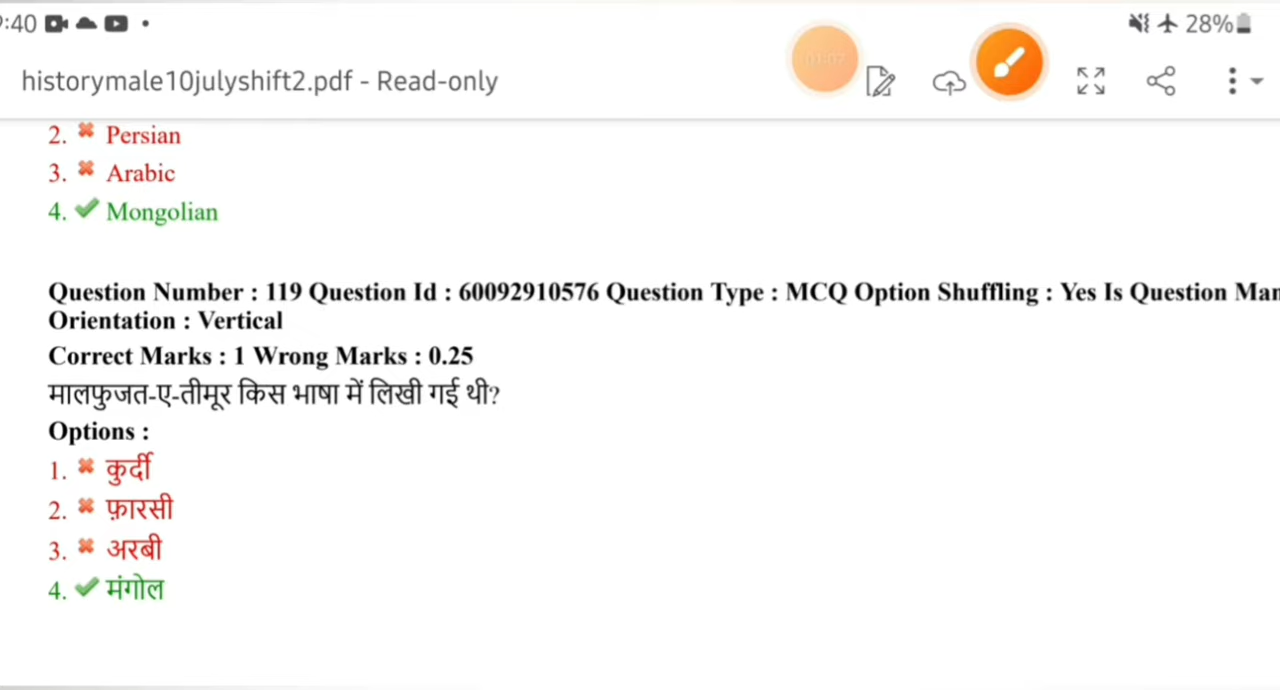 :40
28%
historymale10julyshift2.pdf - Read-only
2. Persian
3. Arabic
4. Mongolian
Question Number : 119 Question Id : 60092910576 Question Type : MCQ Option Shuffling : Yes Is Question Man
Orientation : Vertical
Correct Marks : 1 Wrong Marks : 0.25
मालफुजत-ए-तीमूर किस भाषा में लिखी गई थी?
Options :
1. कुर्दी
2. फ़ारसी
3. अरबी
4. मंगोल